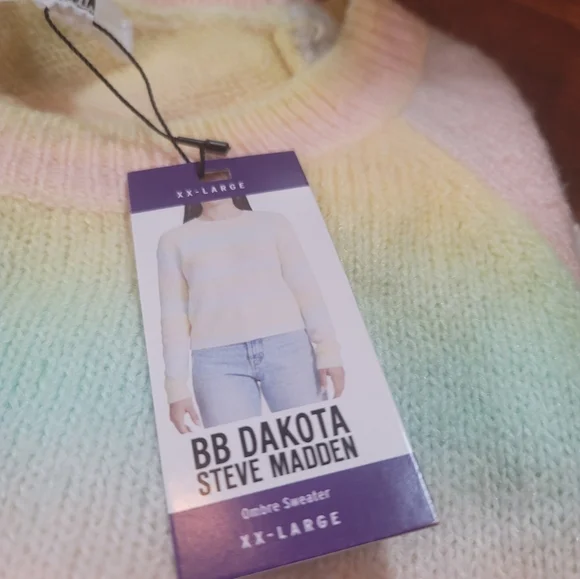 XX-LARGE
BB DAKOTA
STEVE MADDEN
Ombre Sweater
XX-LARGE